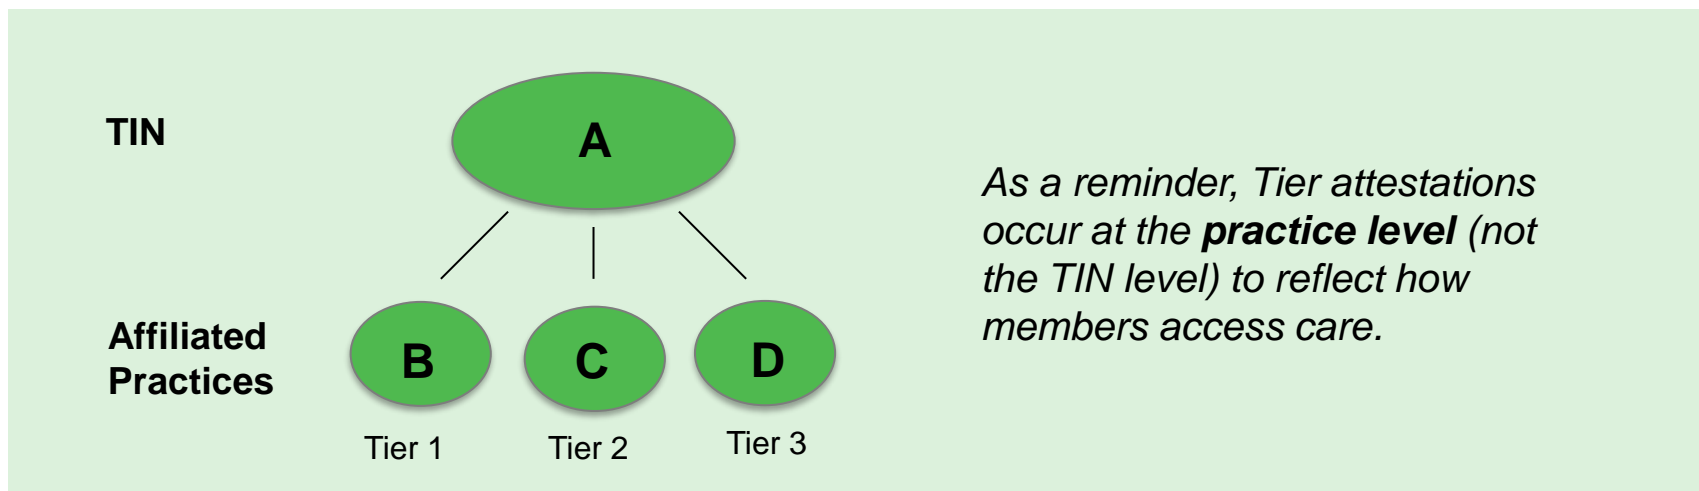 TIN
A
As a reminder, Tier attestations
occur at the practice level (not
the TIN level) to reflect how
members access care.
Affiliated
Practices
B
C
D
Tier 1
Tier 2
Tier 3